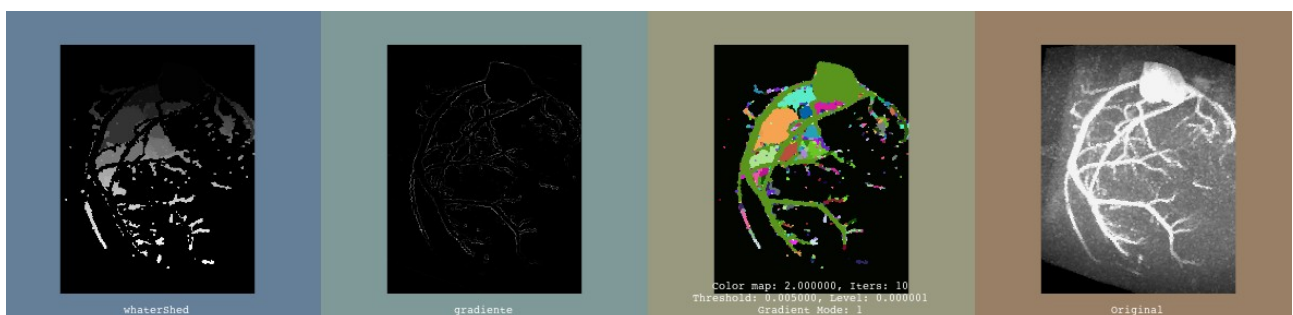 whaterShed
gradiente
Color map: 2.000000, Iters: 10
Threshold: 0.005000, Level: 0.000001
Gradient Mode: 1
Original